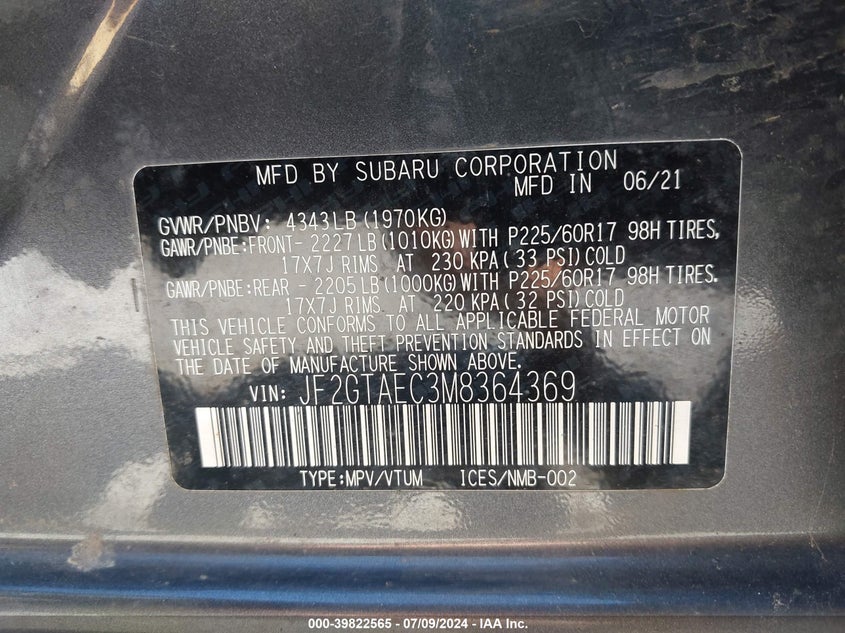 MFD BY SUBARU CORPORATION
MFD IN 06/21
GVWR/PNBV: 4343LB(1970KG)
GAWR/PNBE:FRONT- 2227LB(1010KG)WITH P225/60R17 98H TIRES,
17X7J RIMS AT 230 KPA(33 PSI)COLD
GAWR/PNBE:REAR - 2205LB(1000KG)WITH P225/60R17 98H TIRES.
17X7J RIMS AT 220 KPA(32 PSI)COLD
THIS VEHICLE CONFORMS TO ALL APPLICABLE FEDERAL MOTOR
VEHICLE SAFETY AND THEFT PREVENTION STANDARDS IN EFFECT ON
THE DATE OF MANUFACTURE SHOWN ABOVE.
VIN: JF2GTAEC3M8364369
TYPE:MPV/VTUM ICES/NMB-002
000-39822565 / 07/09/2024 - IAA Inc.